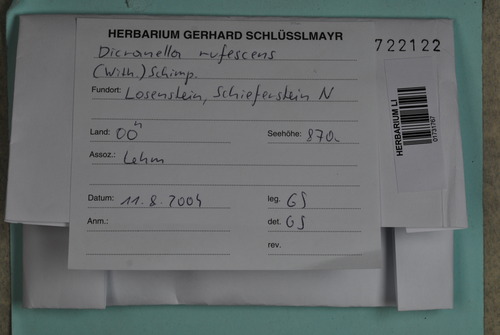 HERBARIUM GERHARD SCHLÜSSLMAYR
722122
Dicranella rufescens
(With.) Schimp.
Fundort: Losenstein, Schieferstein N
Land: OÖ
Seehöhe: 870
Assoz.: Lehm
Datum: 11.8.2004
leg. GS
Anm.:
det. GS
rev.
HERBARIUM LI
01731767